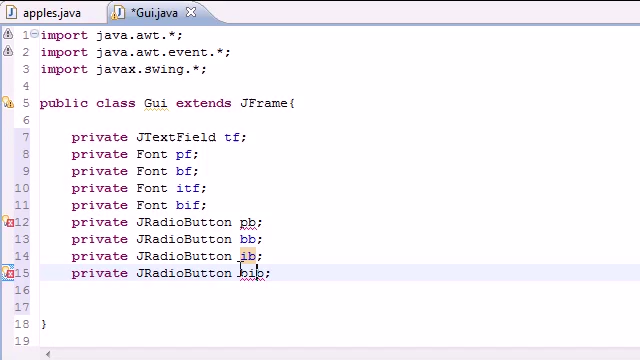 apples.java
*Gui.java
1 import java.awt.*;
2 import java.awt.event.*;
3 import javax.swing.*;
4
5 public class Gui extends JFrame{
6
7 private JTextField tf;
8 private Font pf;
9 private Font bf;
10 private Font itf;
11 private Font bif;
12 private JRadioButton pb;
13 private JRadioButton bb;
14 private JRadioButton ib;
15 private JRadioButton bib;
16
17
18 }
19